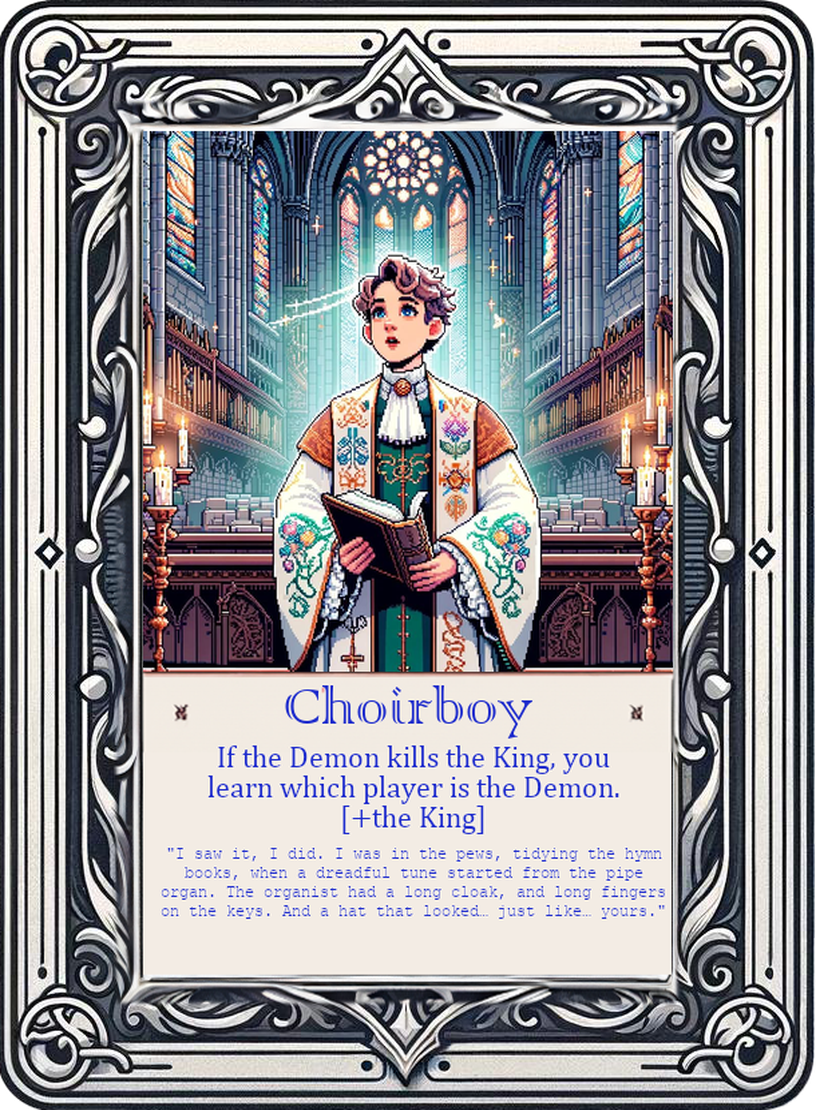 Choirboy
If the Demon kills the King, you
learn which player is the Demon.
[+the King]
"I saw it, I did. I was in the pews, tidying the hymn
books, when a dreadful tune started from the pipe
organ. The organist had a long cloak, and long fingers
on the keys. And a hat that looked… just like… yours."